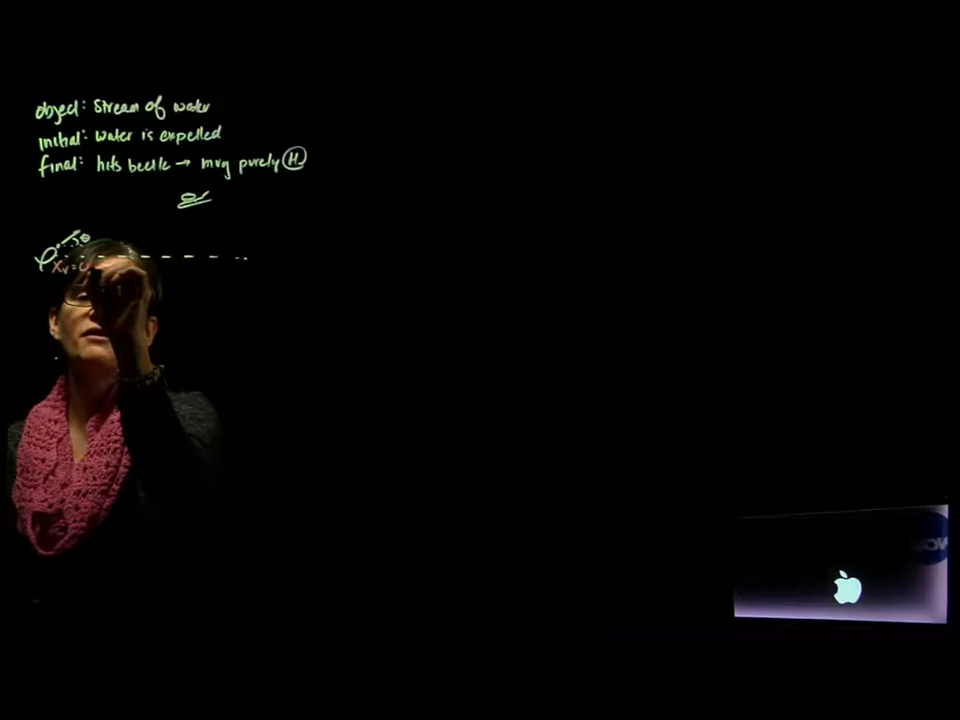 object: stream of water
initial: water is expelled
final: hits beetle → mvg purely H
θ